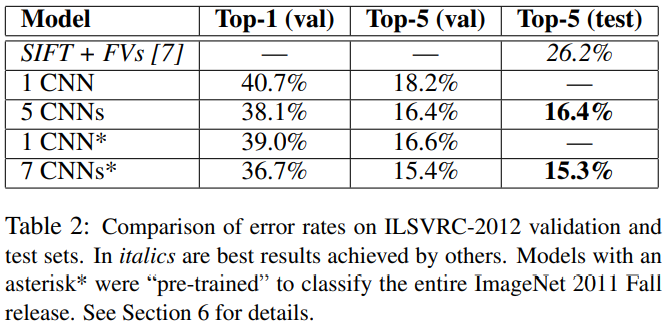 Model Top-1 (val) Top-5 (val) Top-5 (test)
SIFT + FVs [7] — — 26.2%
1 CNN 40.7% 18.2% —
5 CNNs 38.1% 16.4% 16.4%
1 CNN* 39.0% 16.6% —
7 CNNs* 36.7% 15.4% 15.3%
Table 2: Comparison of error rates on ILSVRC-2012 validation and
test sets. In italics are best results achieved by others. Models with an
asterisk* were “pre-trained” to classify the entire ImageNet 2011 Fall
release. See Section 6 for details.